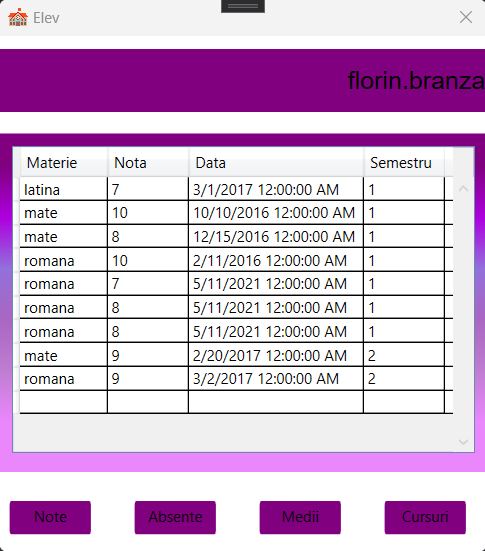 Elev
florin.branza
Materie Nota Data Semestru
latina 7 3/1/2017 12:00:00 AM 1
mate 10 10/10/2016 12:00:00 AM 1
mate 8 12/15/2016 12:00:00 AM 1
romana 10 2/11/2016 12:00:00 AM 1
romana 7 5/11/2021 12:00:00 AM 1
romana 8 5/11/2021 12:00:00 AM 1
romana 8 5/11/2021 12:00:00 AM 1
mate 9 2/20/2017 12:00:00 AM 2
romana 9 3/2/2017 12:00:00 AM 2
Note Absente Medii Cursuri